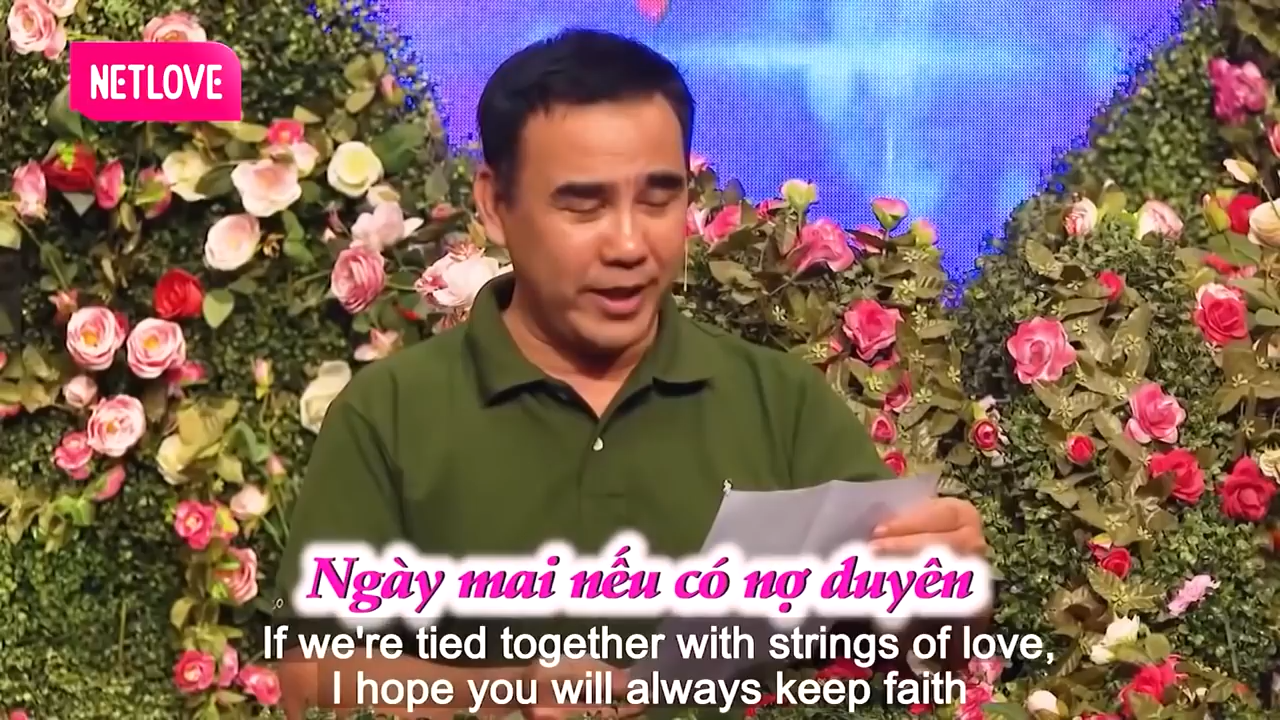 NETLOVE
Ngày mai nếu có nợ duyên
If we're tied together with strings of love,
I hope you will always keep faith